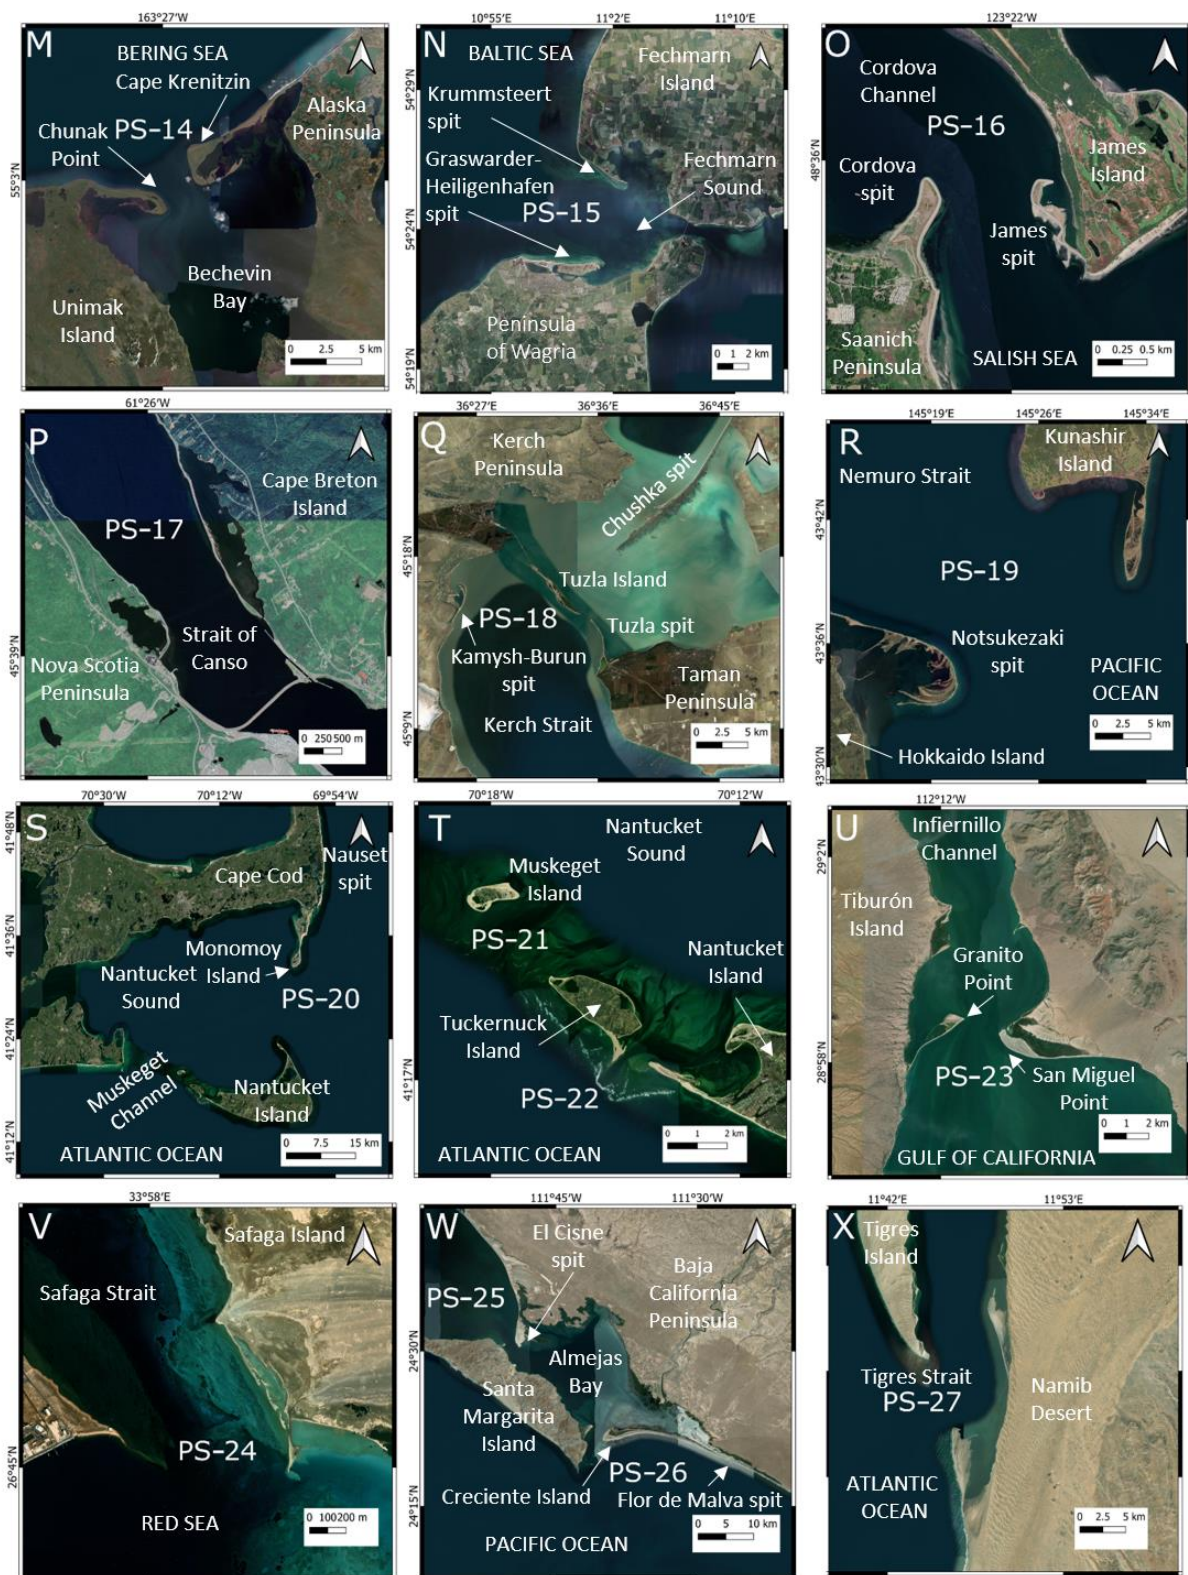 163°27'W
M
BERING SEA
Cape Krenitzin
Alaska
Peninsula
Chunak
Point
PS-14
55°3'N
Bechevin
Bay
Unimak
Island
0 2.5 5 km
10°55'E 11°2'E 11°10'E
N
BALTIC SEA
Fechmarn
Island
54°29'N
Krummsteert
spit
Graswarder-
Heiligenhafen
spit
Fechmarn
Sound
PS-15
54°24'N
Peninsula
of Wagria
54°19'N
0 1 2 km
123°22'W
O
Cordova
Channel
PS-16
48°36'N
Cordova
spit
James
Island
James
spit
Saanich
Peninsula
SALISH SEA
0 0.25 0.5 km
61°26'W
P
Cape Breton
Island
PS-17
Strait of
Canso
45°39'N
Nova Scotia
Peninsula
0 250500 m
36°27'E 36°36'E 36°45'E
Q
Kerch
Peninsula
Chushka spit
45°18'N
Tuzla Island
PS-18
Tuzla spit
Kamysh-Burun
spit
Taman
Peninsula
Kerch Strait
45°9'N
0 2.5 5 km
145°19'E 145°26'E 145°34'E
R
Kunashir
Island
Nemuro Strait
43°42'N
PS-19
43°36'N
Notsukezaki
spit
PACIFIC
OCEAN
Hokkaido Island
43°30'N
0 2.5 5 km
70°30'W 70°12'W 69°54'W
S
41°48'N
Nauset
spit
Cape Cod
41°36'N
Monomoy
Island
Nantucket
Sound
PS-20
41°24'N
Muskeget
Channel
Nantucket
Island
41°12'N
ATLANTIC OCEAN
0 7.5 15 km
70°18'W 70°12'W
T
Nantucket
Sound
Muskeget
Island
PS-21
Nantucket
Island
Tuckernuck
Island
41°17'N
PS-22
ATLANTIC OCEAN
0 1 2 km
112°12'W
U
Infiernillo
Channel
29°2'N
Tiburón
Island
Granito
Point
28°58'N
PS-23
San Miguel
Point
0 1 2 km
GULF OF CALIFORNIA
33°58'E
V
Safaga Island
Safaga Strait
PS-24
26°45'N
RED SEA
0 100200 m
111°45'W 111°30'W
W
El Cisne
spit
PS-25
Baja
California
Peninsula
24°30'N
Almejas
Bay
Santa
Margarita
Island
PS-26
Creciente Island
Flor de Malva spit
24°15'N
PACIFIC OCEAN
0 5 10 km
11°42'E 11°53'E
X
Tigres
Island
Tigres Strait
PS-27
Namib
Desert
ATLANTIC
OCEAN
0 2.5 5 km